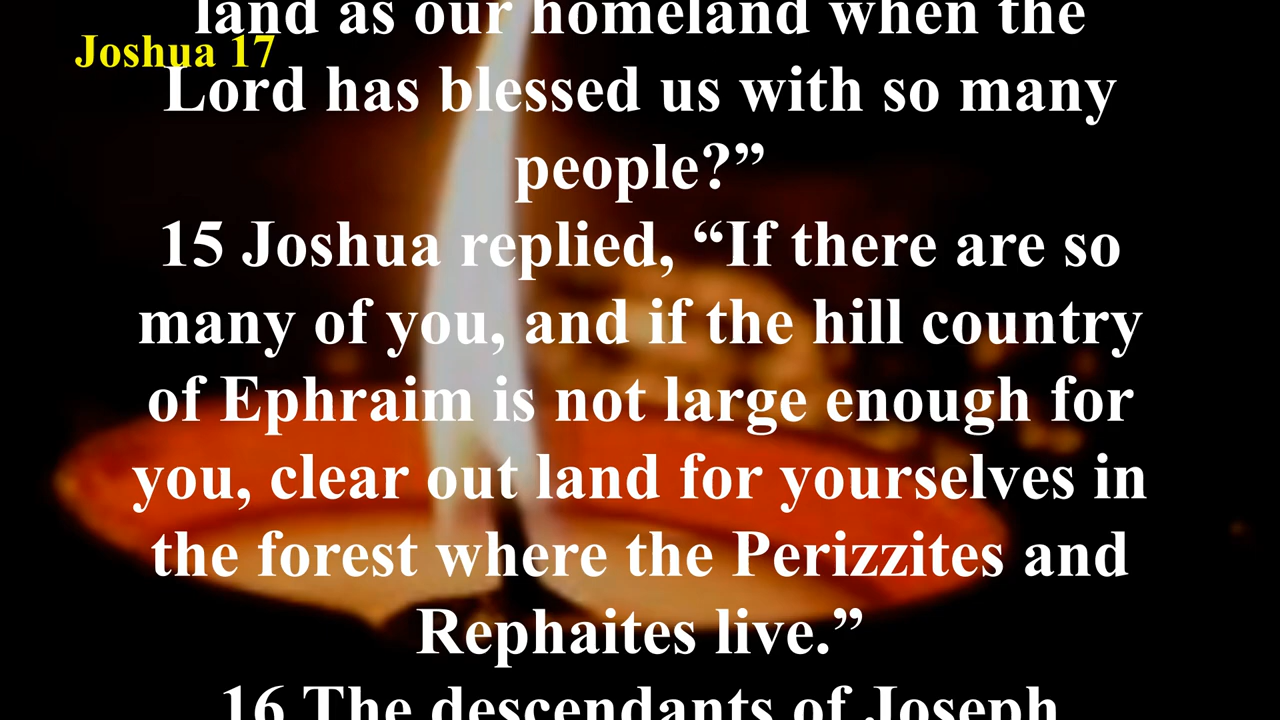 land as our homeland when the
Joshua 17
Lord has blessed us with so many
people?”
15 Joshua replied, “If there are so
many of you, and if the hill country
of Ephraim is not large enough for
you, clear out land for yourselves in
the forest where the Perizzites and
Rephaites live.”
16 The descendants of Joseph